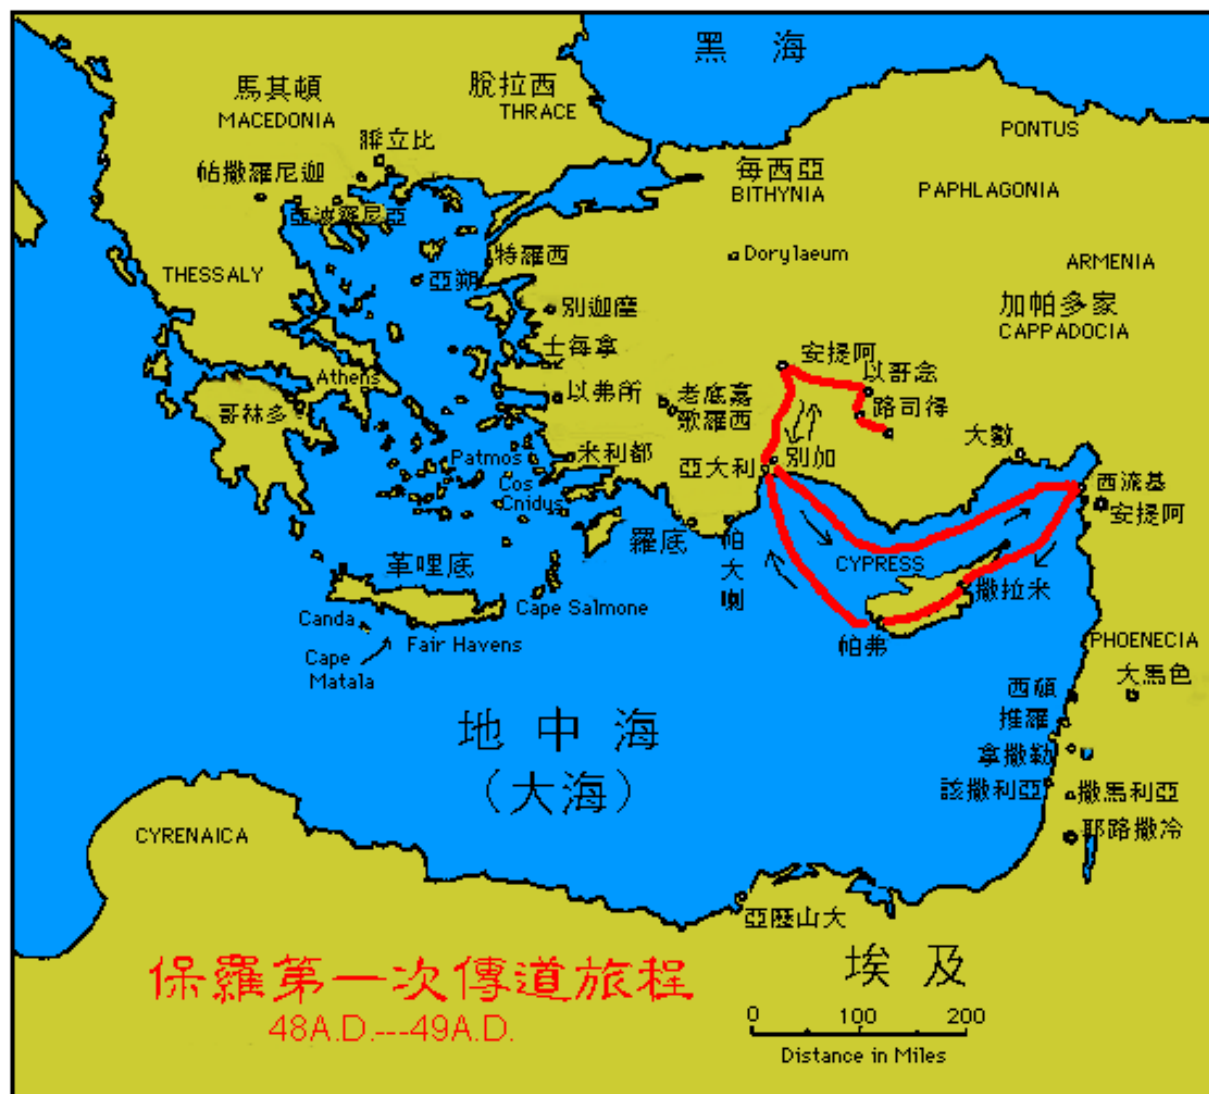 黑 海
馬其頓
MACEDONIA
脫拉西
THRACE
腓立比
帖撒羅尼迦
亞波羅尼亞
每西亞
BITHYNIA
PONTUS
PAPHLAGONIA
特羅西
Dorylaeum
ARMENIA
THESSALY
亞朔
別迦摩
加帕多家
CAPPADOCIA
士每拿
安提阿
Athens
以弗所
老底嘉
歌羅西
以哥念
路司得
哥林多
米利都
Patmos
Cos
Cnidus
亞大利
別加
大數
西流基
安提阿
羅底
帕大喇
CYPRESS
革哩底
撒拉米
Cape Salmone
Canda
Fair Havens
Cape
Matala
帕弗
PHOENECIA
大馬色
西頓
推羅
拿撒勒
該撒利亞
撒馬利亞
耶路撒冷
地中海
（大海）
CYRENAICA
亞歷山大
埃及
保羅第一次傳道旅程
48A.D.---49A.D.
0 100 200
Distance in Miles